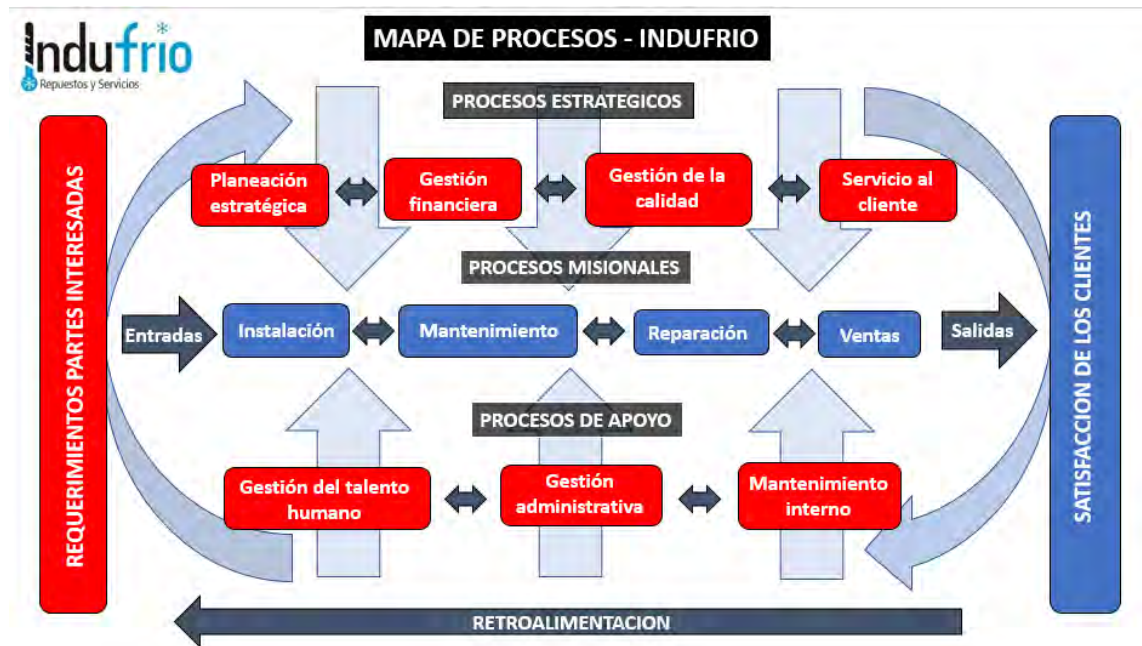 Indufrio
Repuestos y Servicios
MAPA DE PROCESOS - INDUFRIO
PROCESOS ESTRATEGICOS
REQUERIMIENTOS PARTES INTERESADAS
Planeación
estratégica
Gestión
financiera
Gestión de la
calidad
Servicio al
cliente
PROCESOS MISIONALES
Entradas
Instalación
Mantenimiento
Reparación
Ventas
Salidas
SATISFACCION DE LOS CLIENTES
PROCESOS DE APOYO
Gestión del talento
humano
Gestión
administrativa
Mantenimiento
interno
RETROALIMENTACION